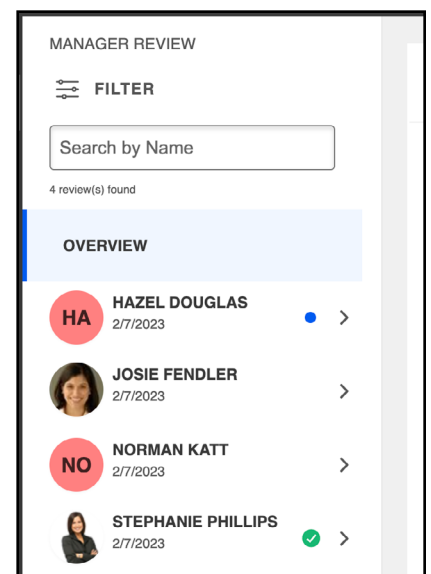 MANAGER REVIEW
FILTER
Search by Name
4 review(s) found
OVERVIEW
HA
HAZEL DOUGLAS
2/7/2023
JOSIE FENDLER
2/7/2023
NO
NORMAN KATT
2/7/2023
STEPHANIE PHILLIPS
2/7/2023